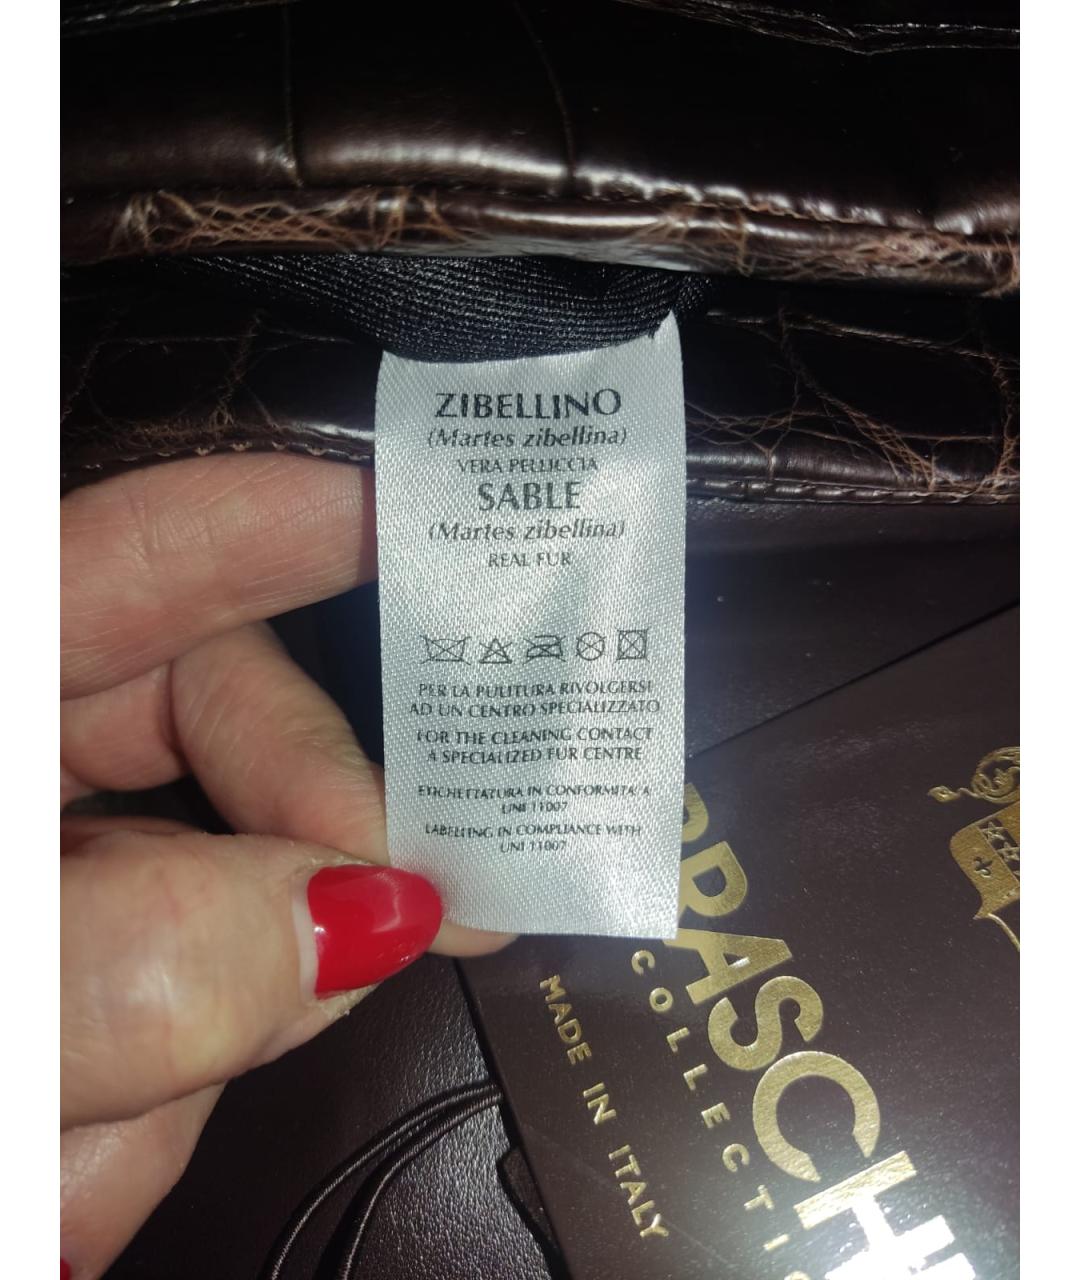 ZIBELLINO
(Martes zibellina)
VERA PELLICCIA
SABLE
(Martes zibellina)
REAL FUR
PER LA PULITURA RIVOLGERSI
AD UN CENTRO SPECIALIZZATO
FOR THE CLEANING CONTACT
A SPECIALIZED FUR CENTRE
ETICHETTATURA IN CONFORMITA' A
UNI 11007
LABELLING IN COMPLIANCE WITH
UNI 11007
BRASCHI
COLLECTI
MADE IN ITALY